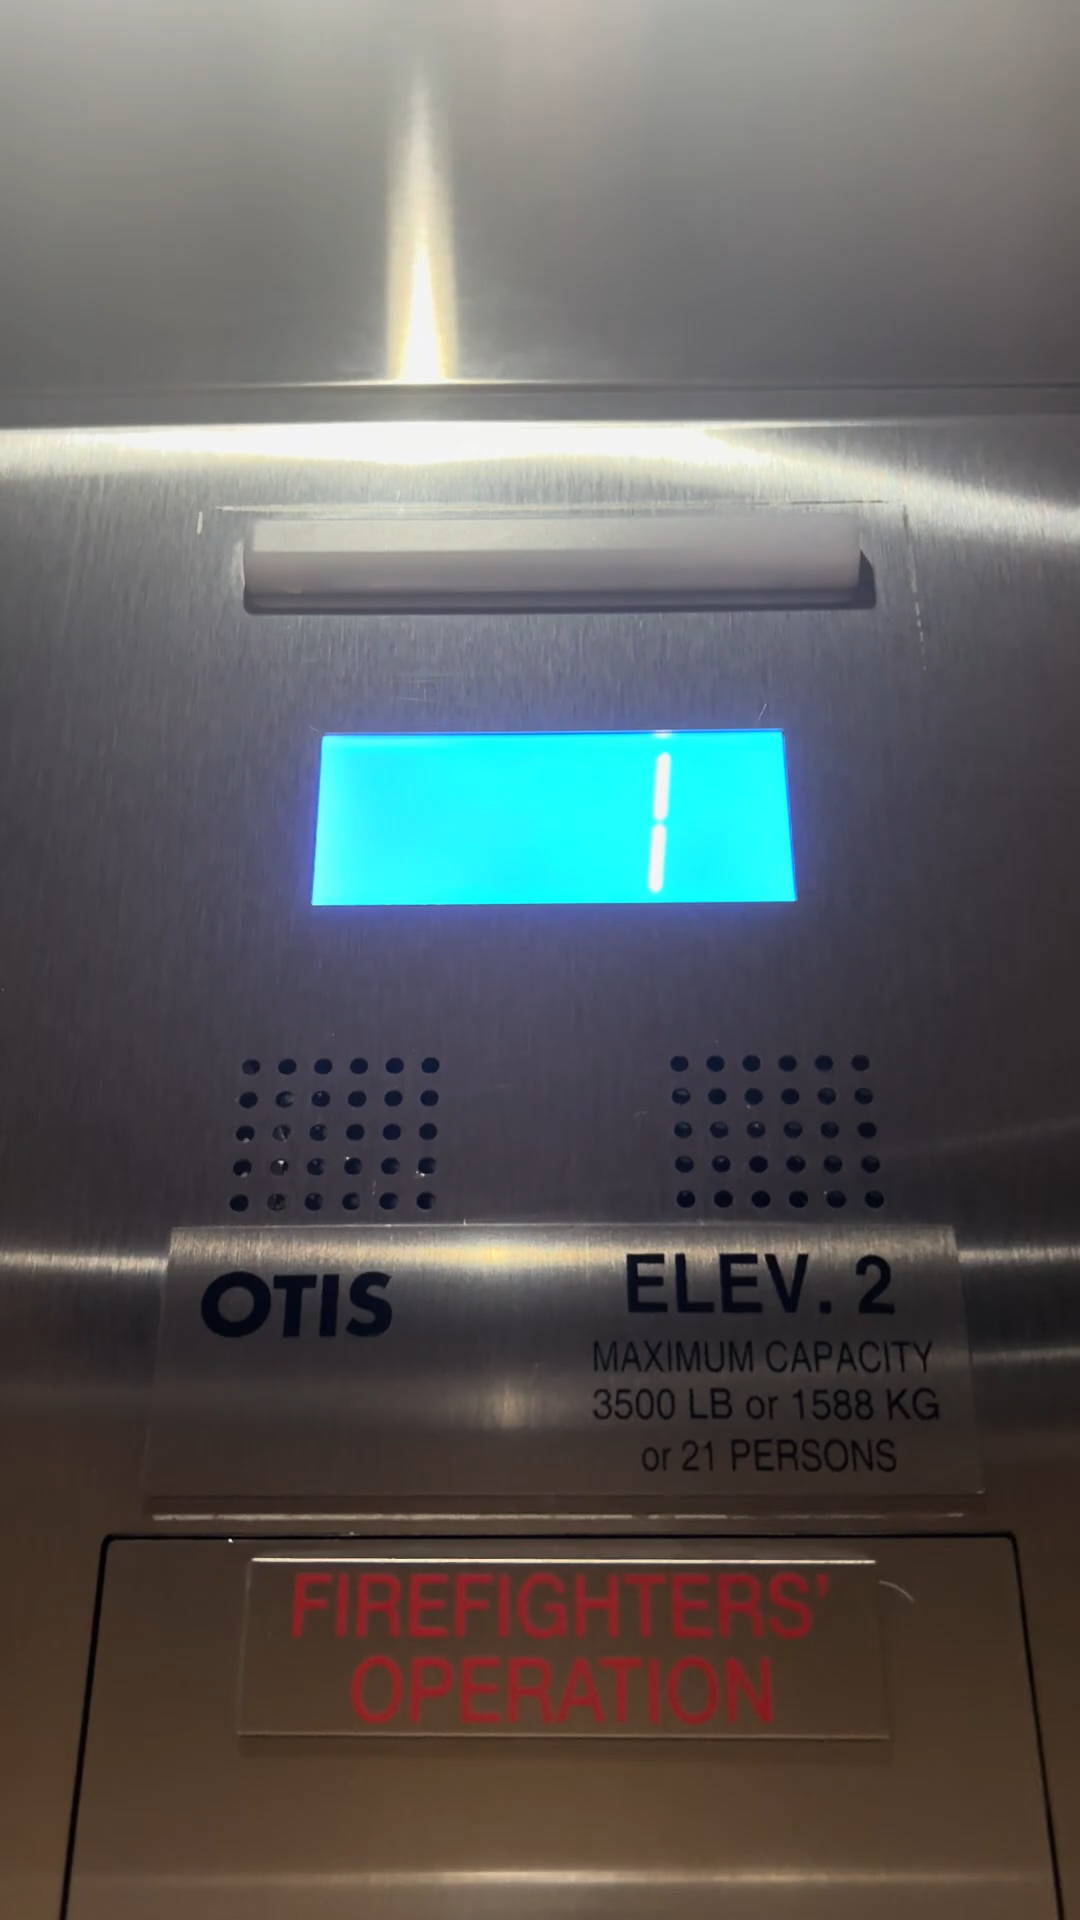 1
OTIS
ELEV. 2
MAXIMUM CAPACITY
3500 LB or 1588 KG
or 21 PERSONS
FIREFIGHTERS'
OPERATION